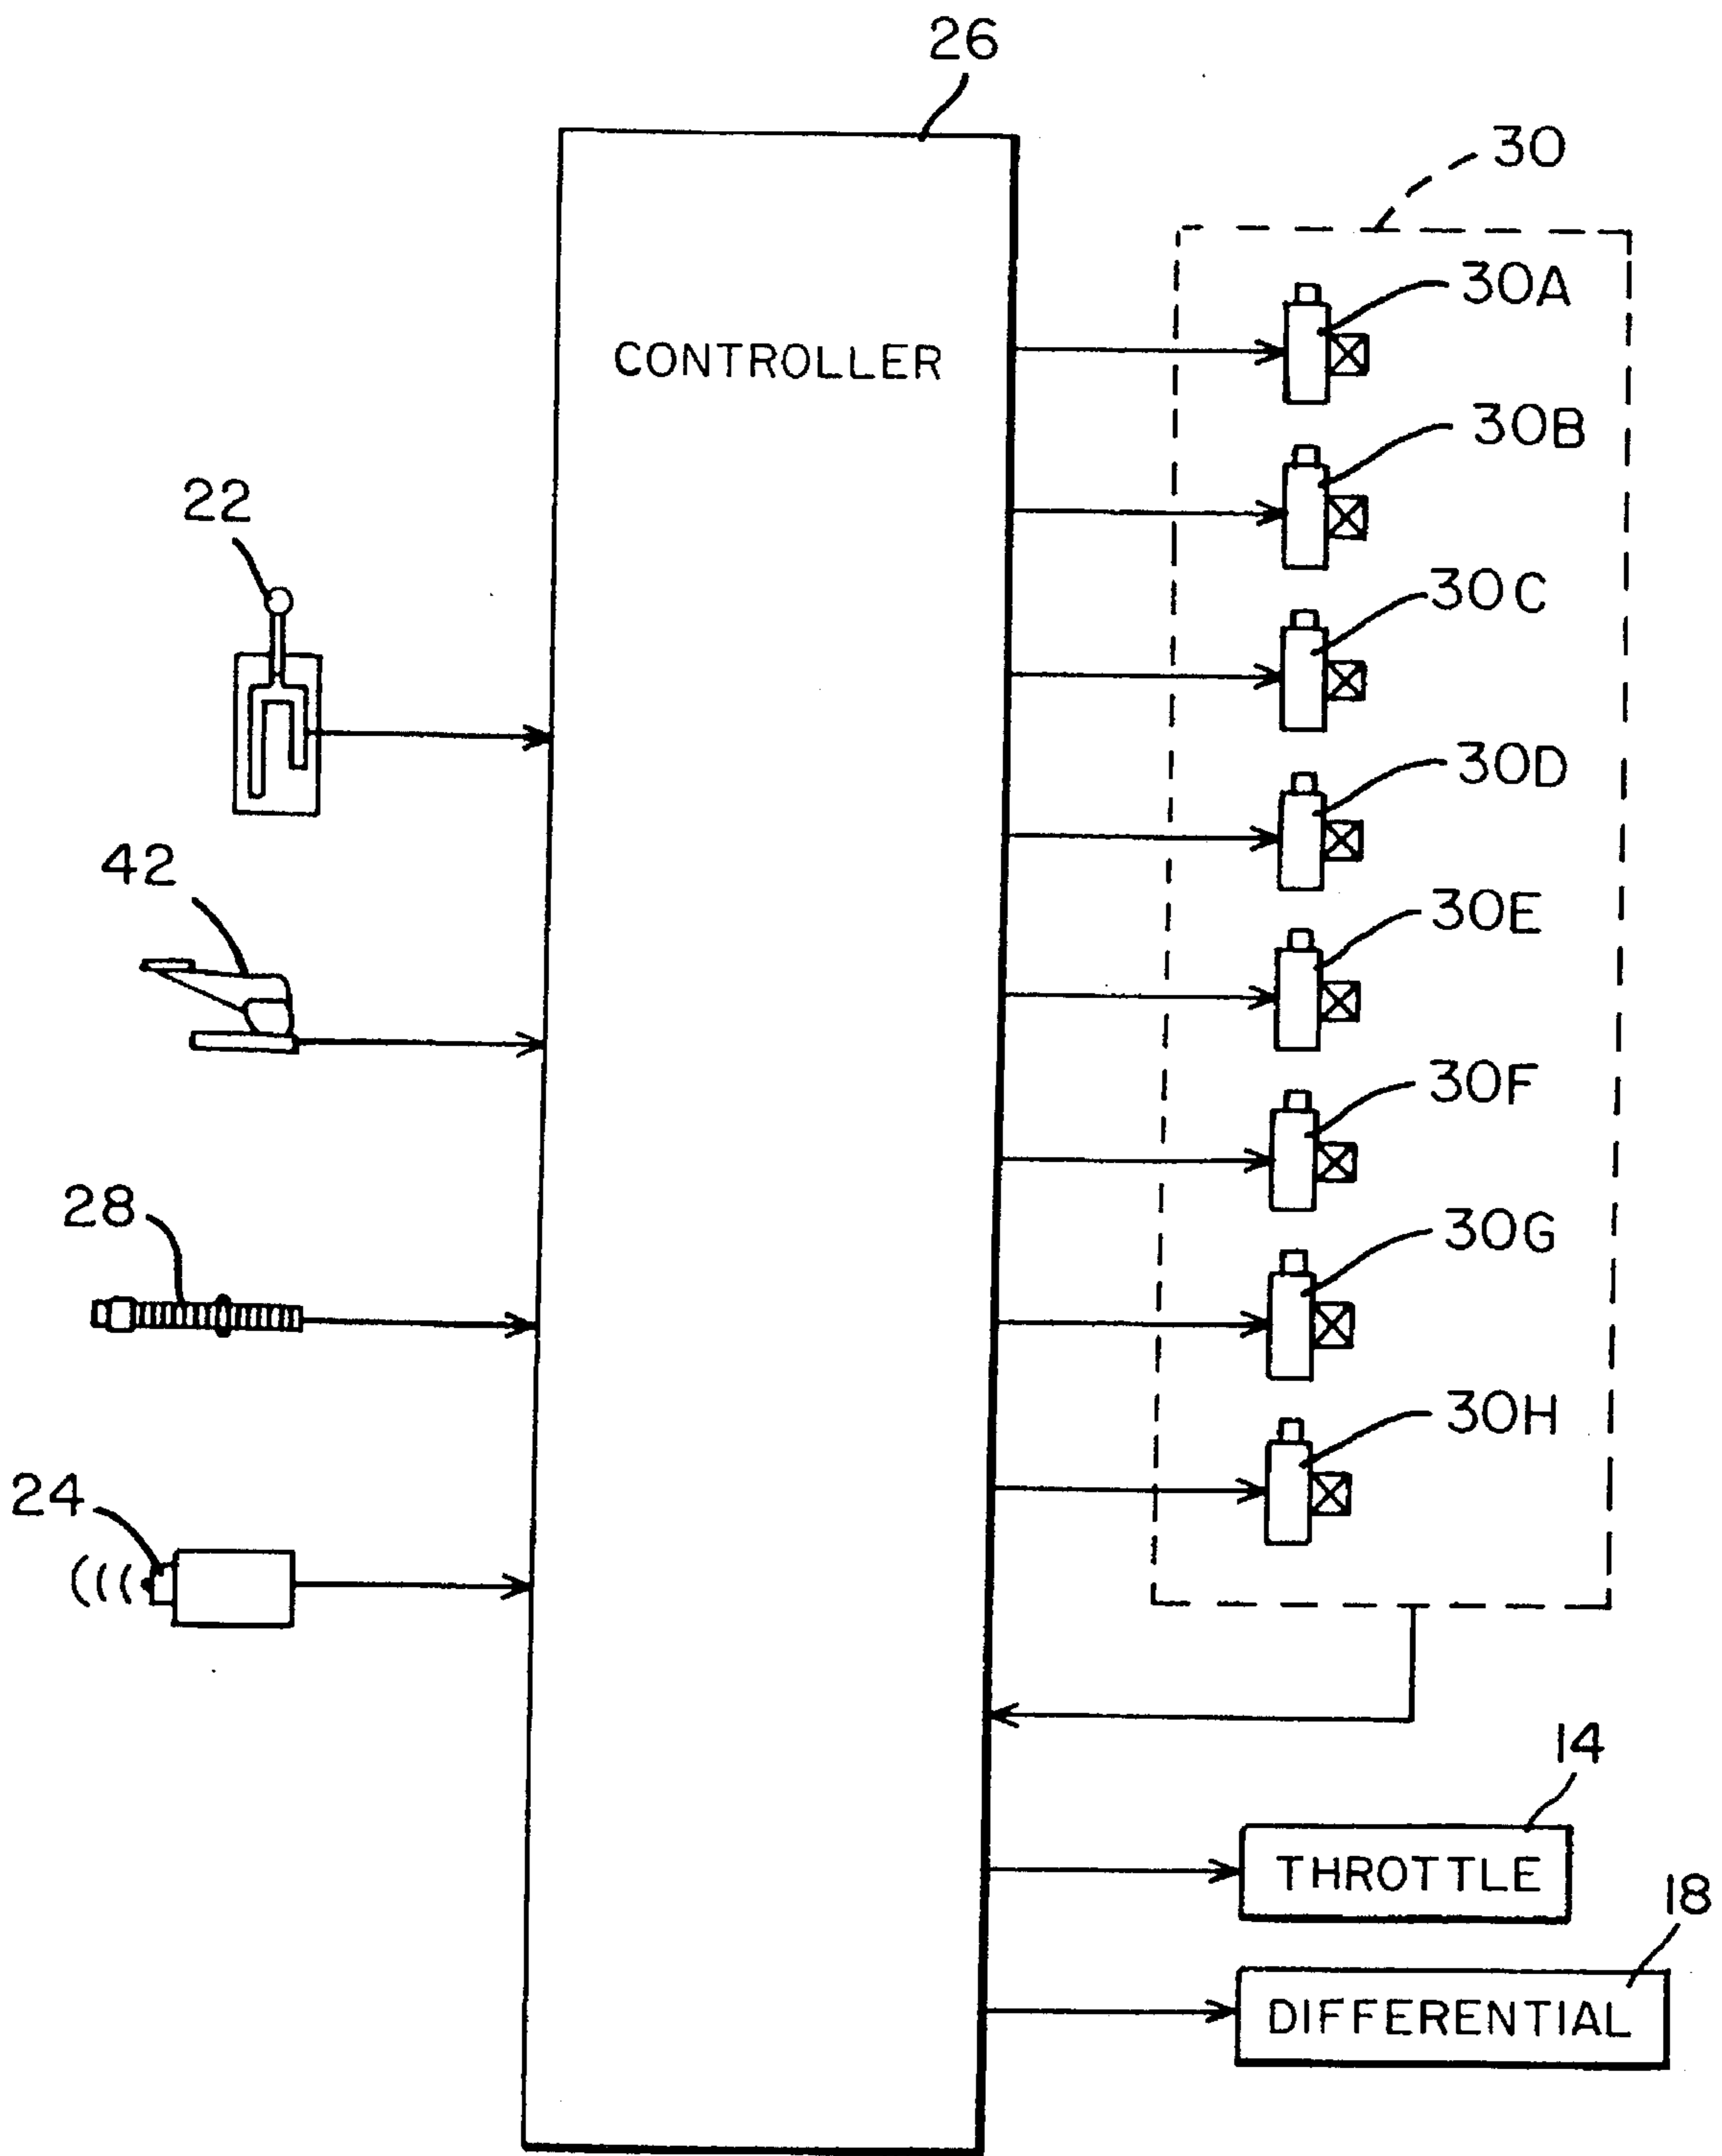 26
30
30A
CONTROLLER
30B
22
30C
30D
42
30E
30F
28
30G
30H
24
14
THROTTLE
18
DIFFERENTIAL